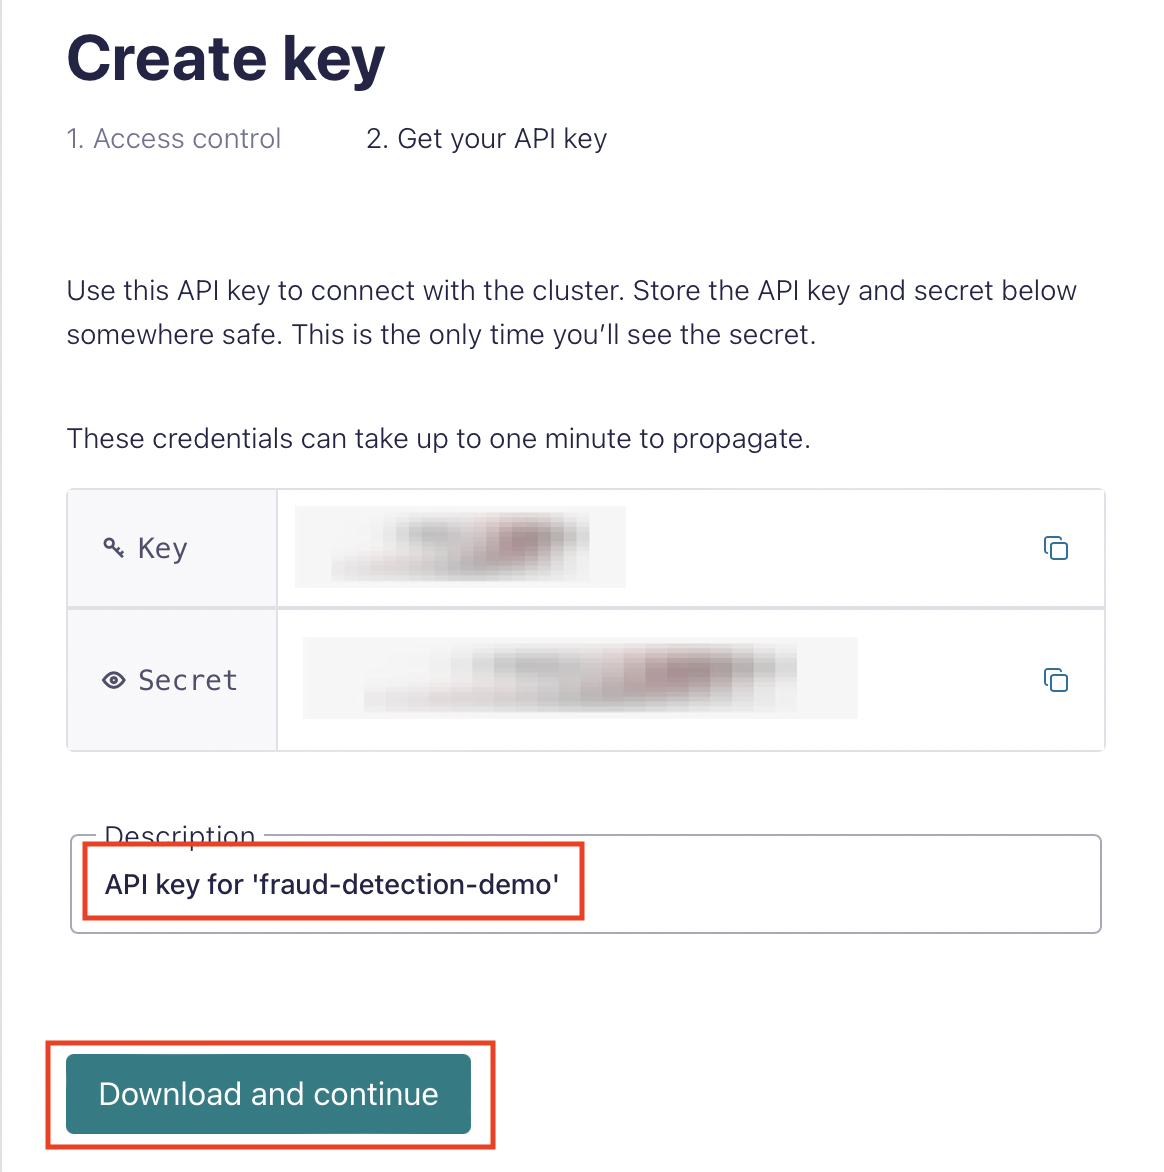 Create key
1. Access control
2. Get your API key
Use this API key to connect with the cluster. Store the API key and secret below
somewhere safe. This is the only time you’ll see the secret.
These credentials can take up to one minute to propagate.
Key
Secret
Description
API key for 'fraud-detection-demo'
Download and continue